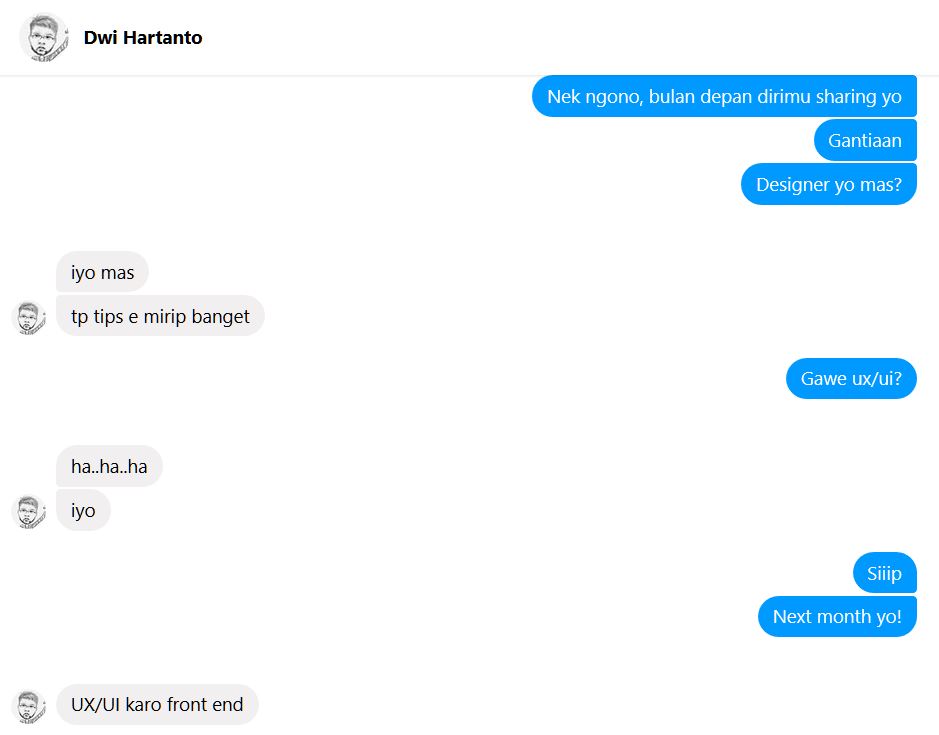 Dwi Hartanto
Nek ngono, bulan depan dirimu sharing yo
Gantiaan
Designer yo mas?
iyo mas
tp tips e mirip banget
Gawe ux/ui?
ha..ha..ha
iyo
Siiip
Next month yo!
UX/UI karo front end